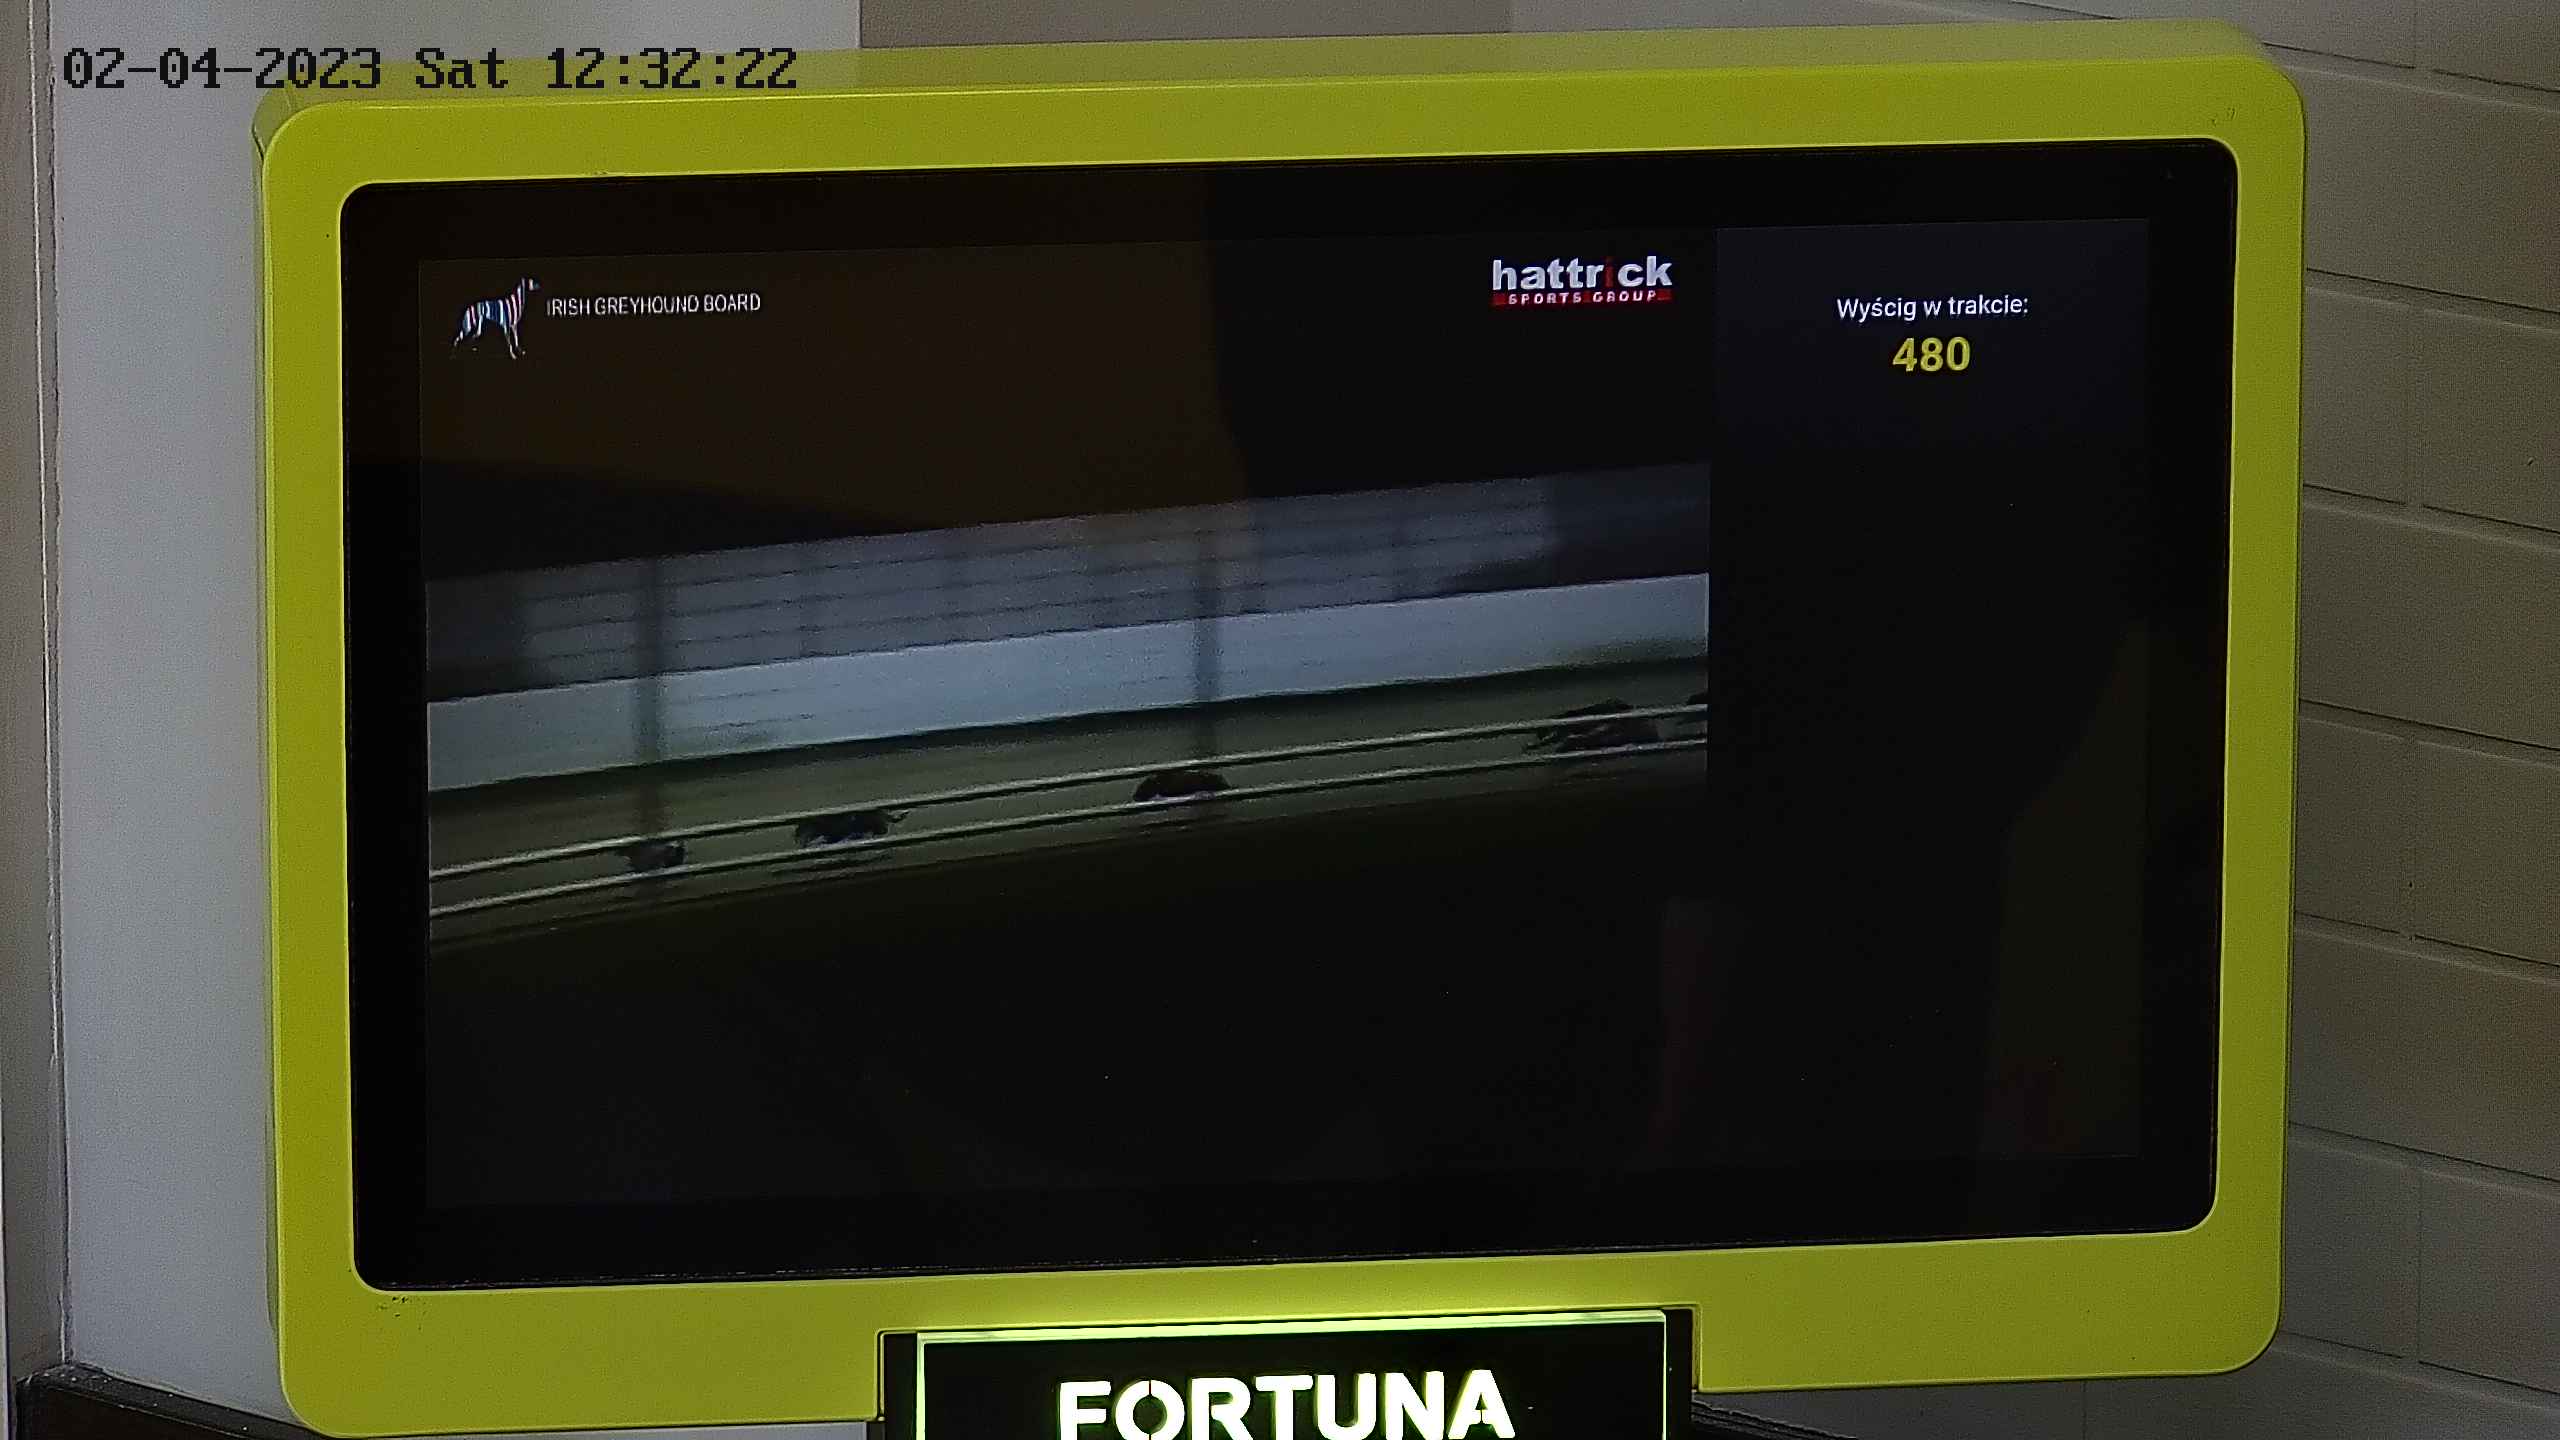 02-04-2023 Sat 12:32:22
IRISH GREYHOUND BOARD
hattrick
SPORTS GROUP
Wyścig w trakcie:
480
FORTUNA